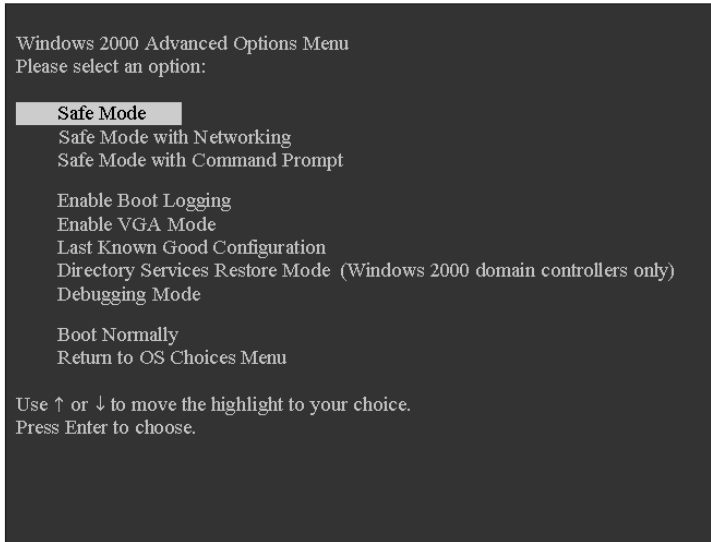 Windows 2000 Advanced Options Menu
Please select an option:
Safe Mode
Safe Mode with Networking
Safe Mode with Command Prompt
Enable Boot Logging
Enable VGA Mode
Last Known Good Configuration
Directory Services Restore Mode (Windows 2000 domain controllers only)
Debugging Mode
Boot Normally
Return to OS Choices Menu
Use ↑ or ↓ to move the highlight to your choice.
Press Enter to choose.